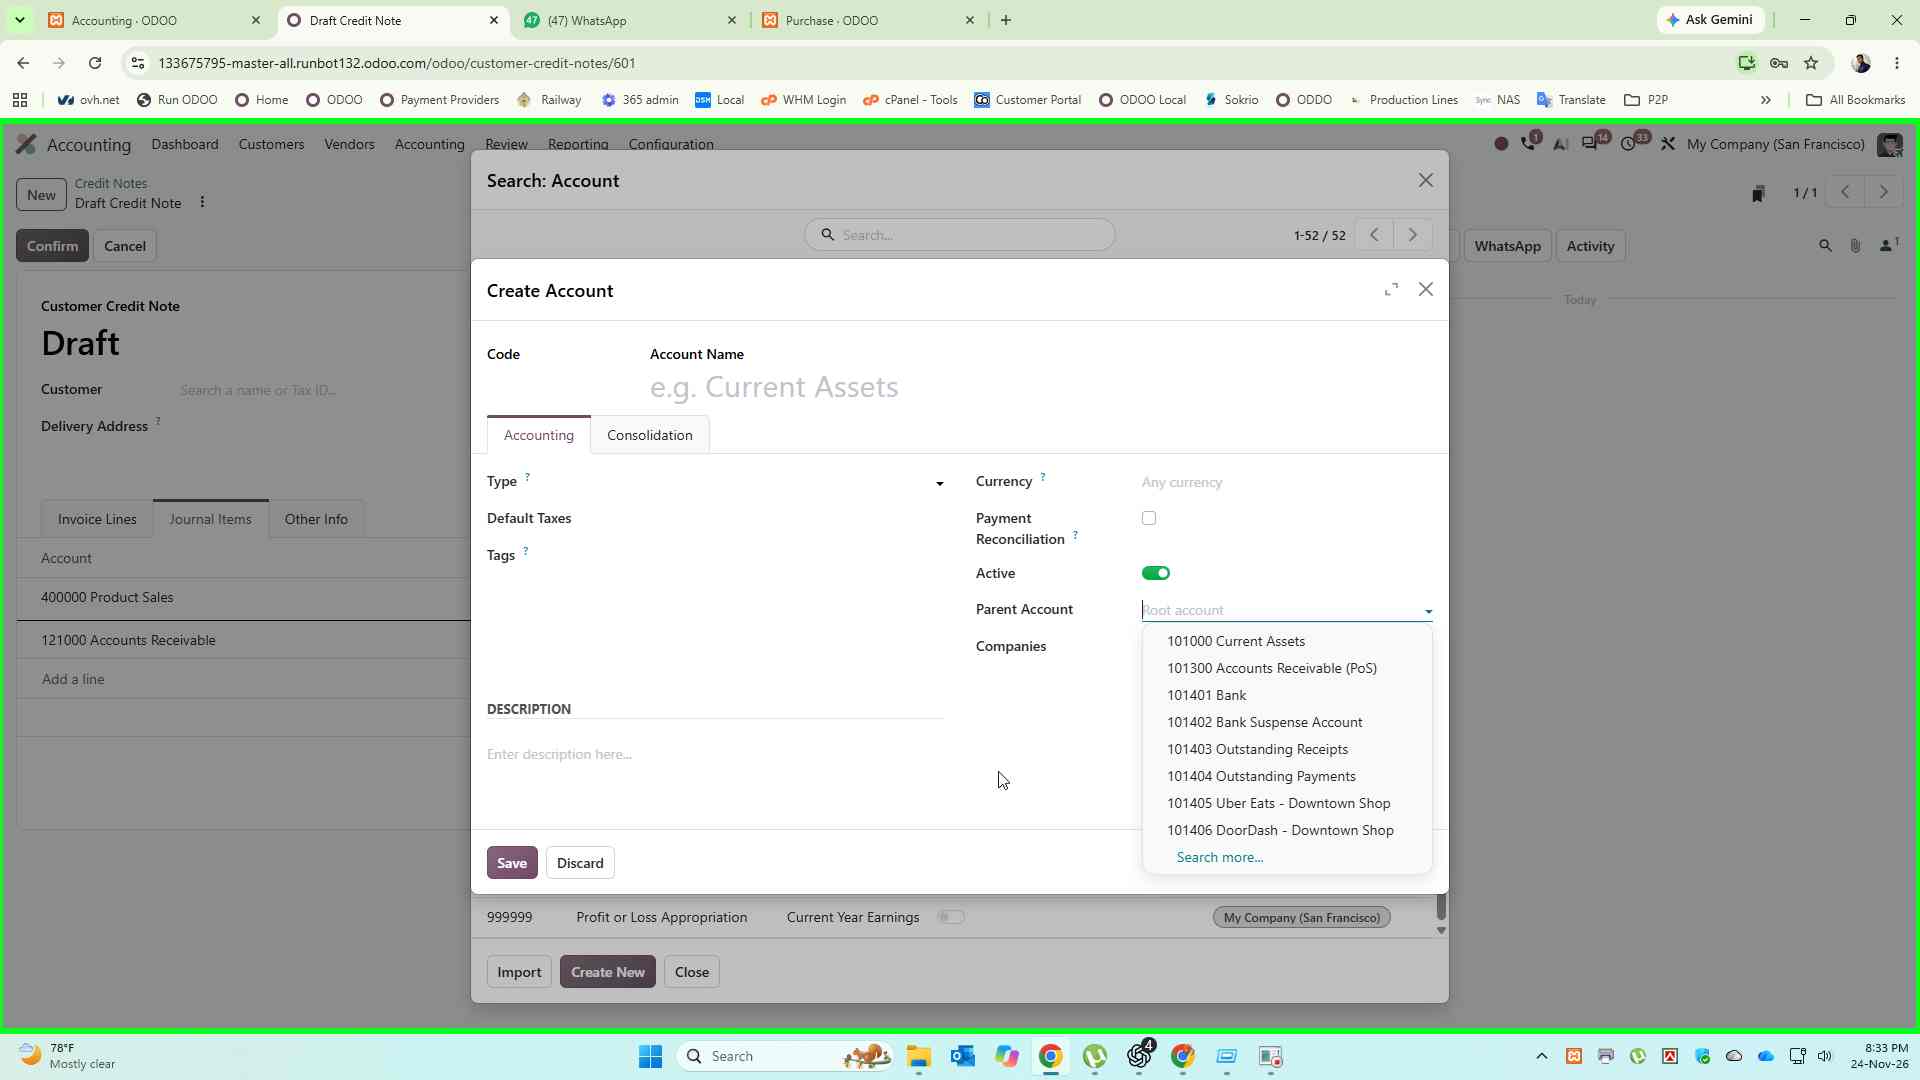 Accounting · ODOO
Draft Credit Note
(47) WhatsApp
Purchase · ODOO
Ask Gemini
133675795-master-all.runbot132.odoo.com/odoo/customer-credit-notes/601
ovh.net
Run ODOO
Home
ODOO
Payment Providers
Railway
365 admin
Local
WHM Login
cPanel - Tools
Customer Portal
ODOO Local
Sokrio
ODDO
Production Lines
NAS
Translate
P2P
»
All Bookmarks
Accounting
Dashboard
Customers
Vendors
Accounting
Review
Reporting
Configuration
1
14
33
My Company (San Francisco)
New
Credit Notes
Draft Credit Note
1 / 1
Confirm
Cancel
WhatsApp
Activity
1
Today
Customer Credit Note
Draft
Customer
Search a name or Tax ID...
Delivery Address ?
Invoice Lines
Journal Items
Other Info
Account
400000 Product Sales
121000 Accounts Receivable
Add a line
Search: Account
Search...
1-52 / 52
Create Account
Code
Account Name
e.g. Current Assets
Accounting
Consolidation
Type ?
Default Taxes
Tags ?
Currency ?
Any currency
Payment
Reconciliation ?
Active
Parent Account
Root account
Companies
101000 Current Assets
101300 Accounts Receivable (PoS)
101401 Bank
101402 Bank Suspense Account
101403 Outstanding Receipts
101404 Outstanding Payments
101405 Uber Eats - Downtown Shop
101406 DoorDash - Downtown Shop
Search more...
DESCRIPTION
Enter description here...
Save
Discard
999999
Profit or Loss Appropriation
Current Year Earnings
My Company (San Francisco)
Import
Create New
Close
78°F
Mostly clear
Search
4
8:33 PM
24-Nov-26